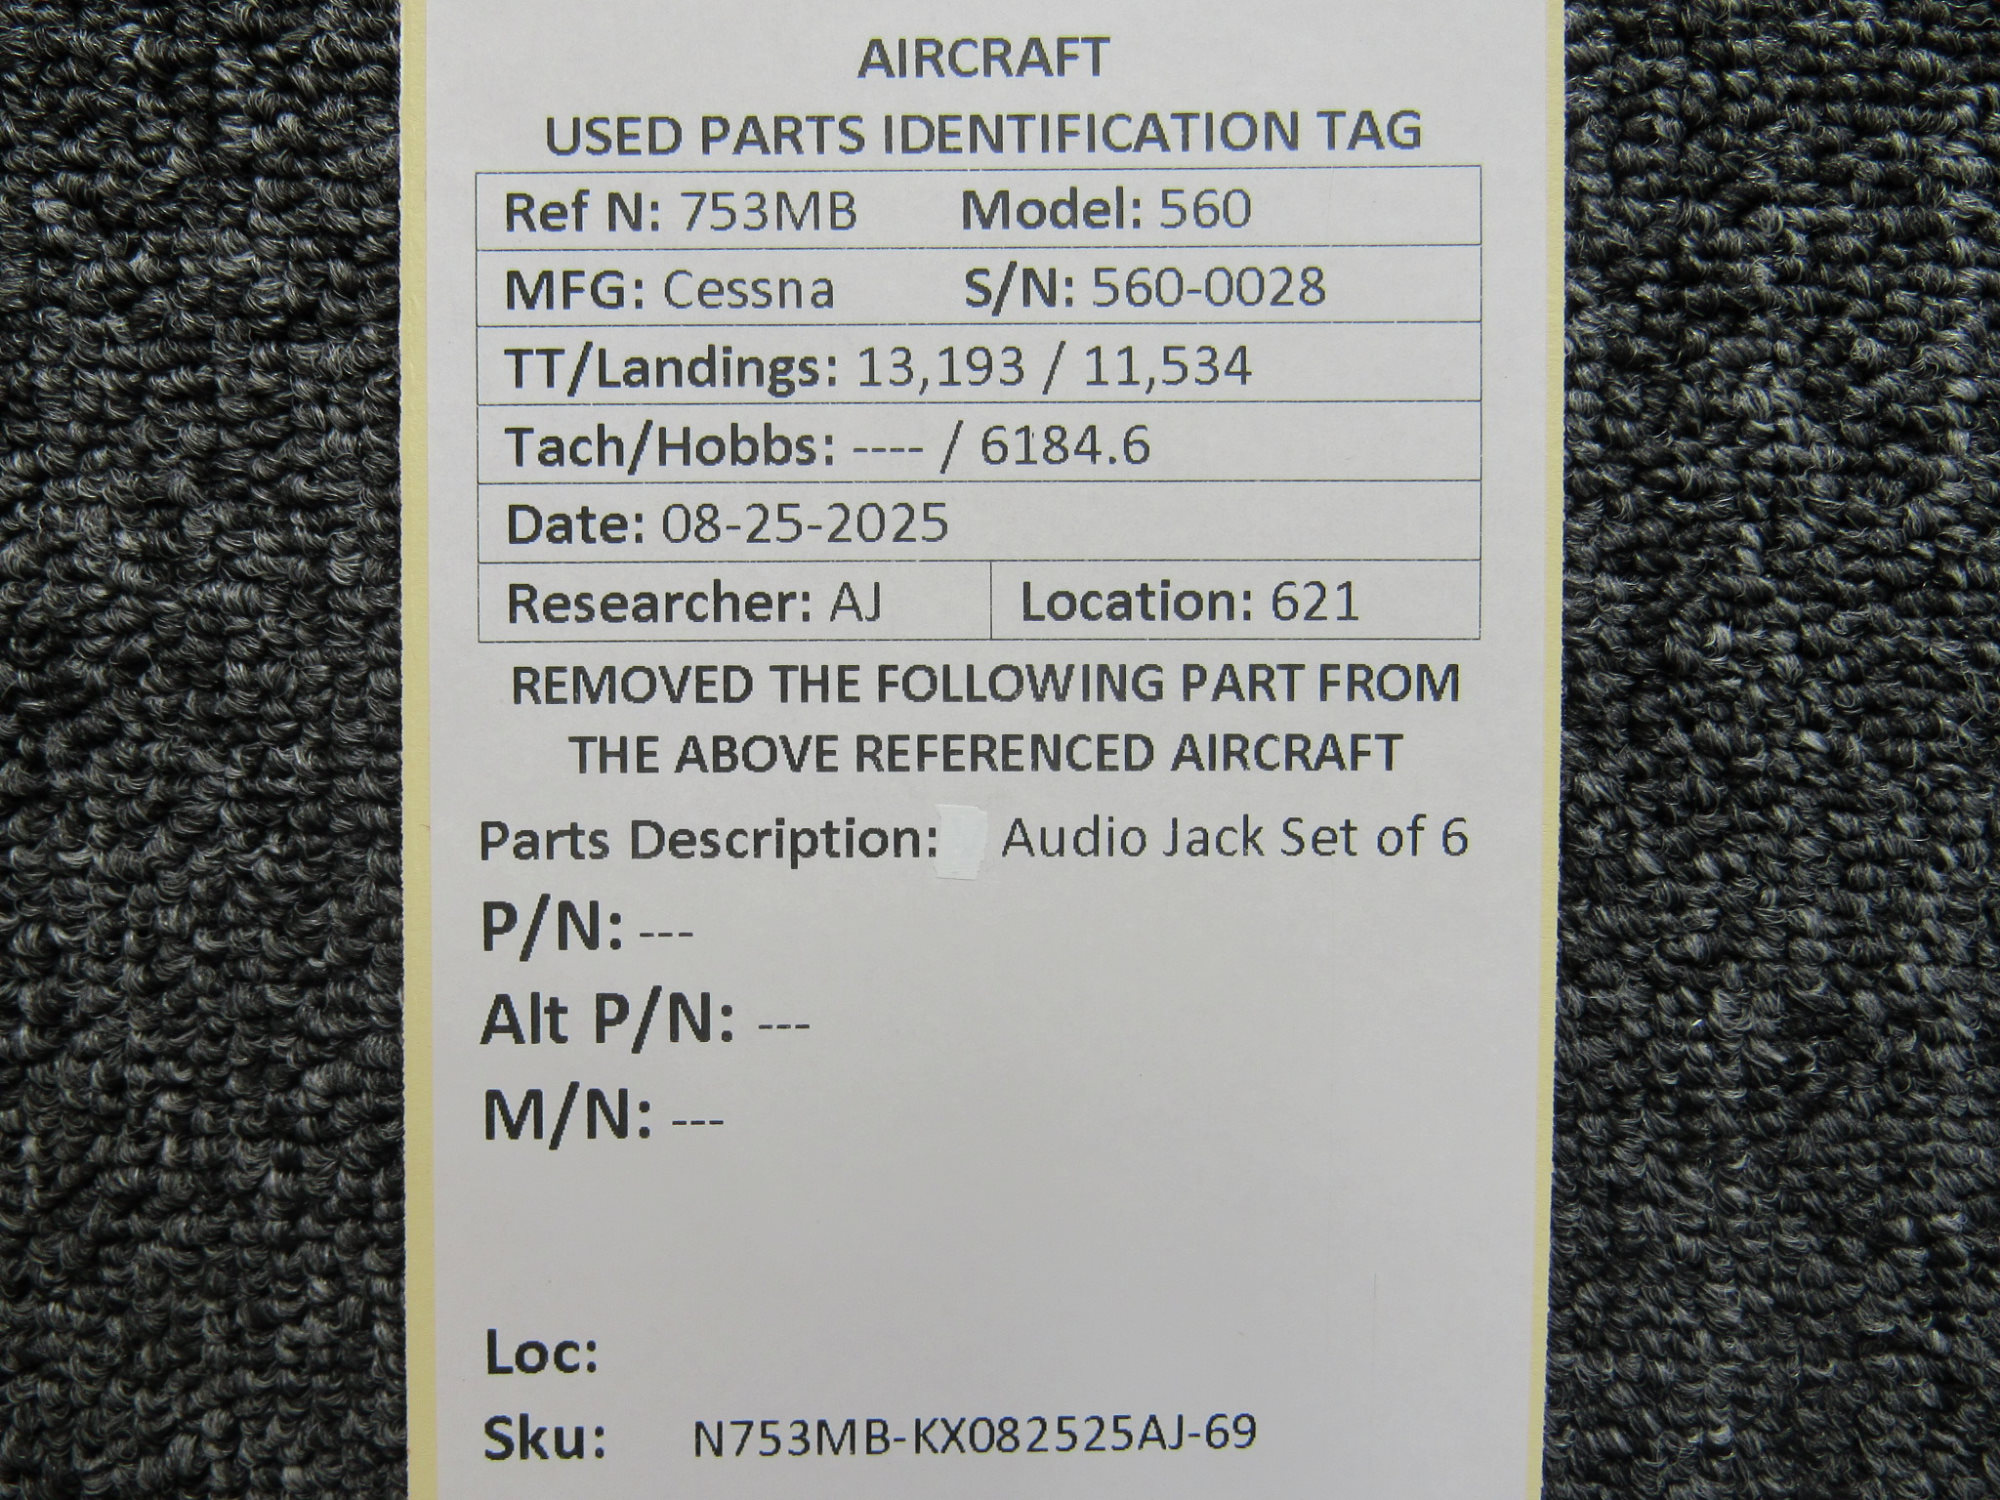 AIRCRAFT
USED PARTS IDENTIFICATION TAG
Ref N: 753MB Model: 560
MFG: Cessna S/N: 560-0028
TT/Landings: 13,193 / 11,534
Tach/Hobbs: ---- / 6184.6
Date: 08-25-2025
Researcher: AJ Location: 621
REMOVED THE FOLLOWING PART FROM
THE ABOVE REFERENCED AIRCRAFT
Parts Description: Audio Jack Set of 6
P/N: ---
Alt P/N: ---
M/N: ---
Loc:
Sku: N753MB-KX082525AJ-69